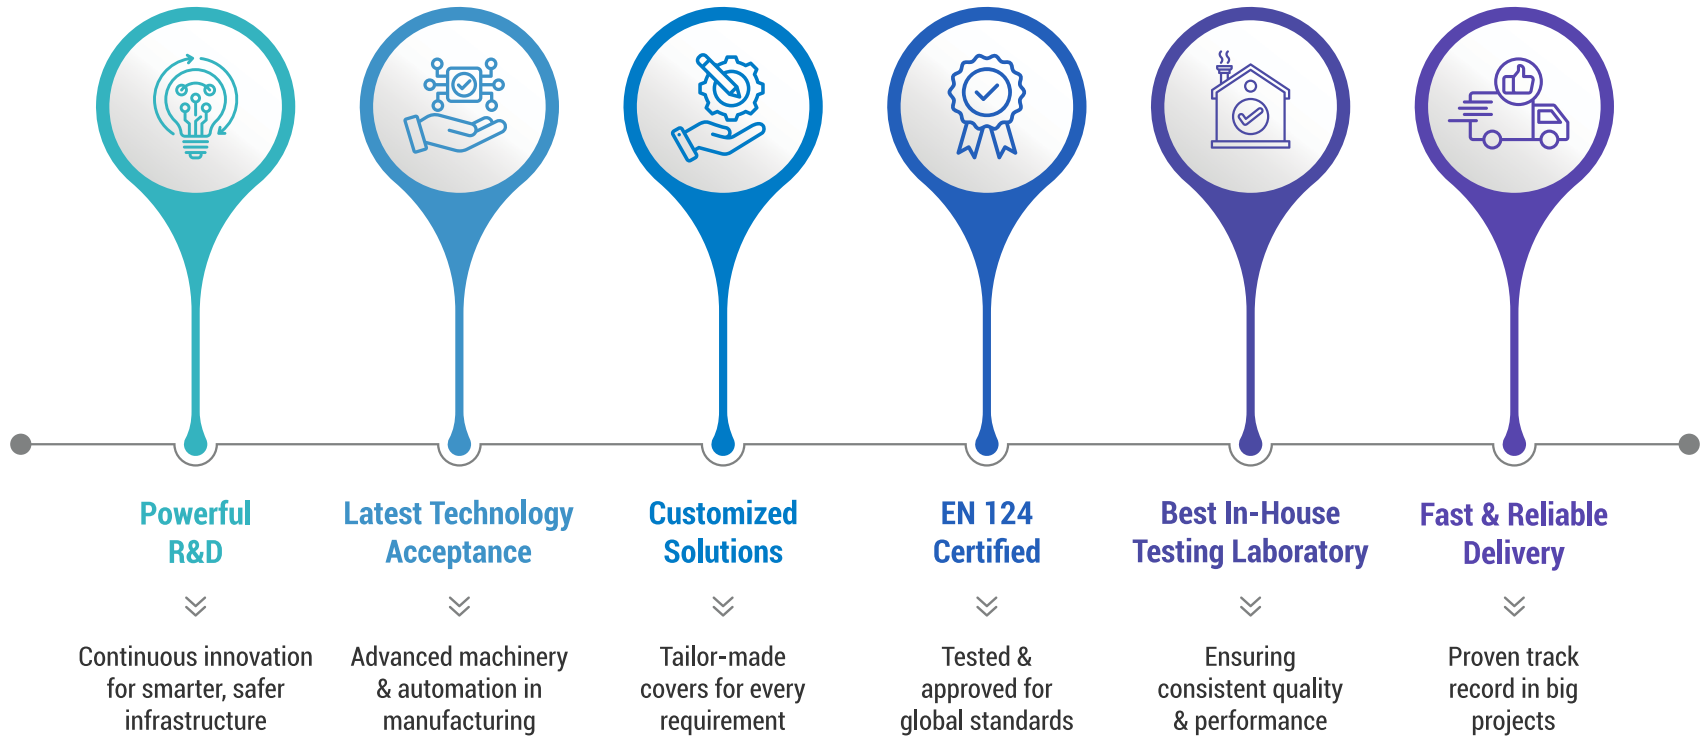 Powerful
R&D
Continuous innovation
for smarter, safer
infrastructure
Latest Technology
Acceptance
Advanced machinery
& automation in
manufacturing
Customized
Solutions
Tailor-made
covers for every
requirement
EN 124
Certified
Tested &
approved for
global standards
Best In-House
Testing Laboratory
Ensuring
consistent quality
& performance
Fast & Reliable
Delivery
Proven track
record in big
projects